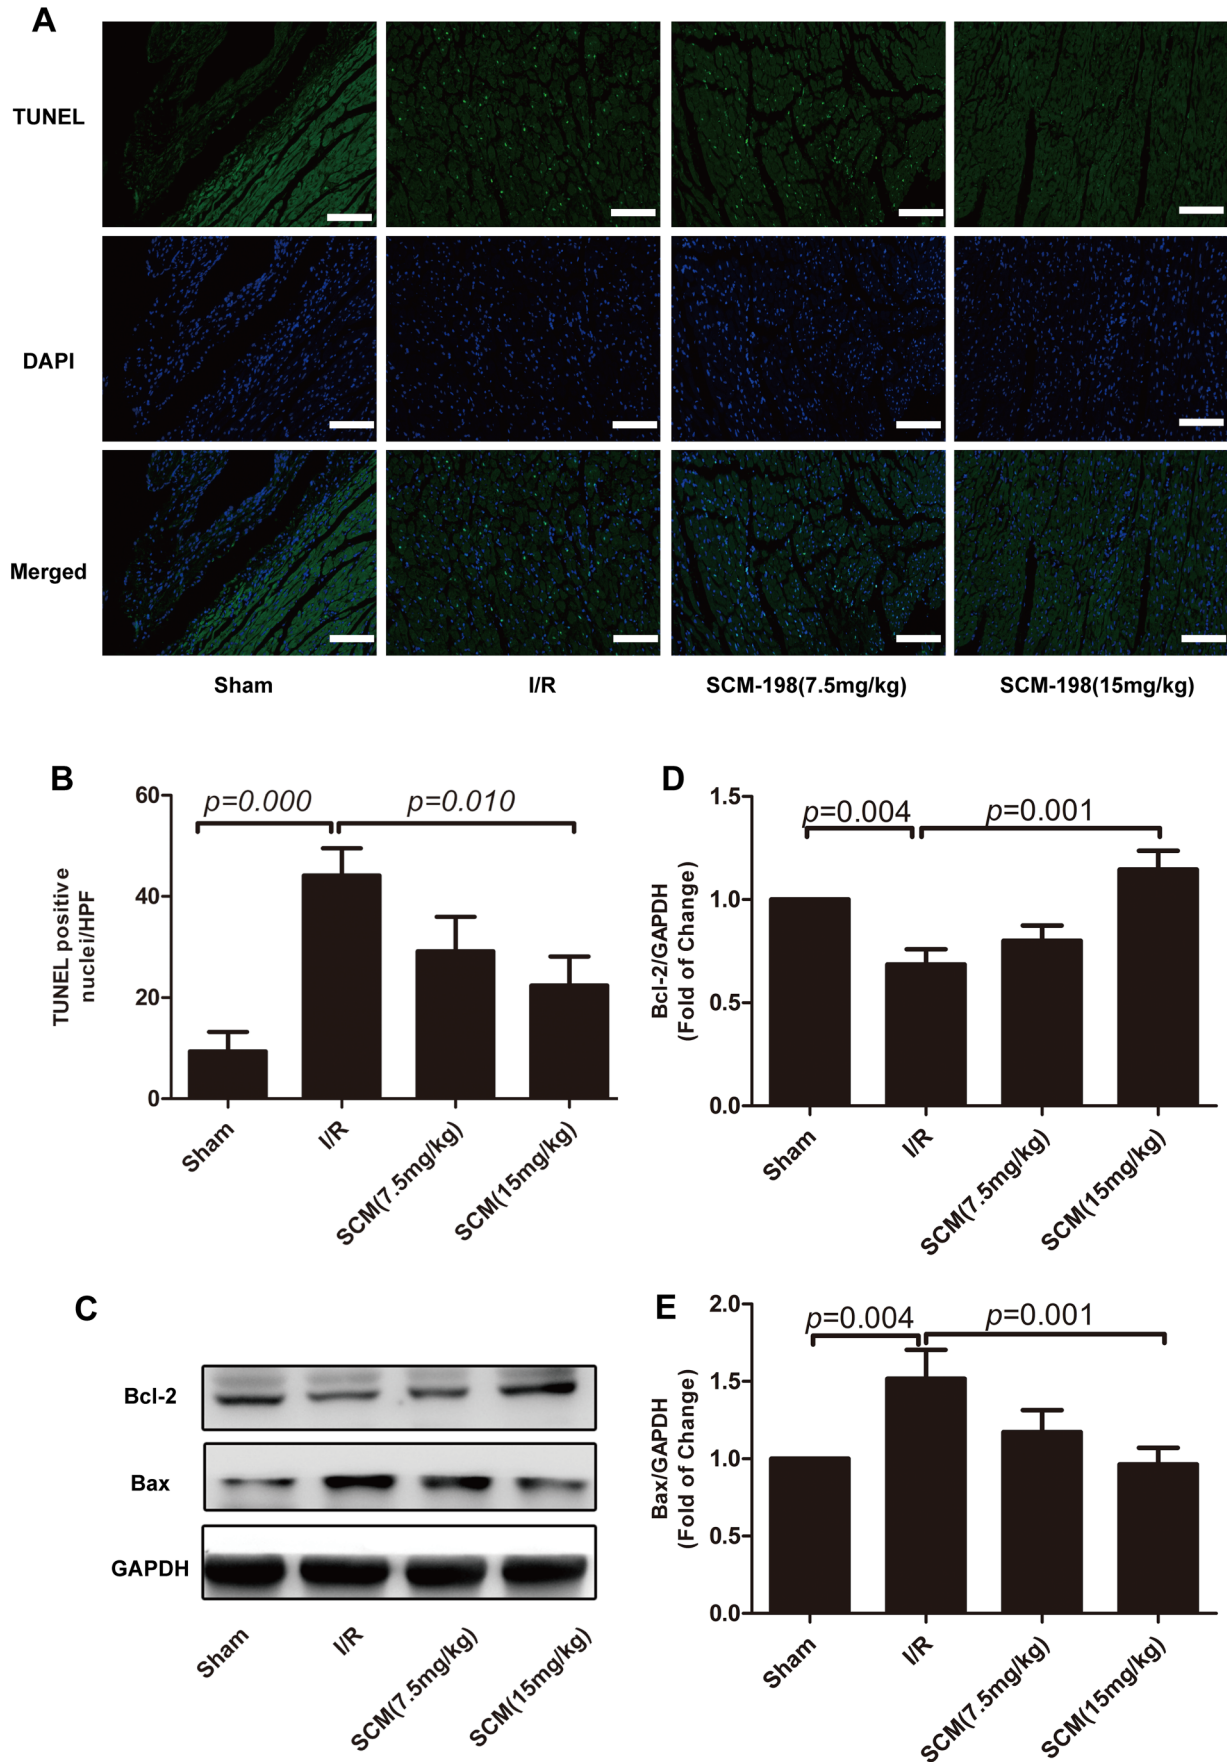 A
TUNEL
DAPI
Merged
Sham
I/R
SCM-198(7.5mg/kg)
SCM-198(15mg/kg)
B
p=0.000
p=0.010
TUNEL positive
nuclei/HPF
60
40
20
0
Sham
I/R
SCM(7.5mg/kg)
SCM(15mg/kg)
D
p=0.004
p=0.001
Bcl-2/GAPDH
(Fold of Change)
1.5
1.0
0.5
0.0
Sham
I/R
SCM(7.5mg/kg)
SCM(15mg/kg)
C
Bcl-2
Bax
GAPDH
Sham
I/R
SCM(7.5mg/kg)
SCM(15mg/kg)
E
p=0.004
p=0.001
Bax/GAPDH
(Fold of Change)
2.0
1.5
1.0
0.5
0.0
Sham
I/R
SCM(7.5mg/kg)
SCM(15mg/kg)